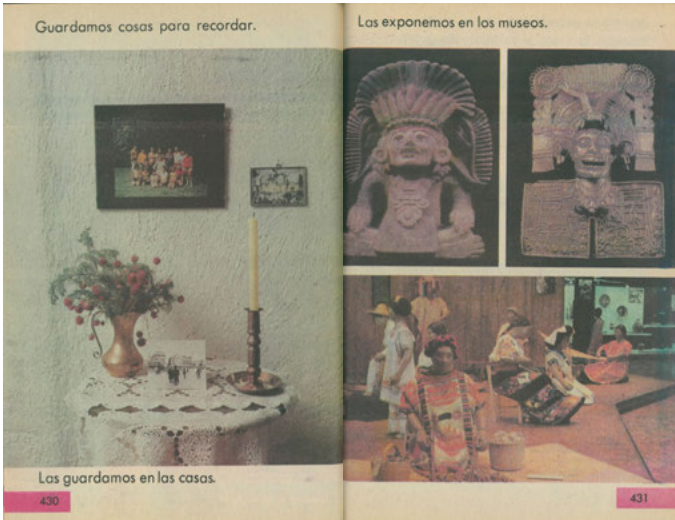 Guardamos cosas para recordar.
Las guardamos en las casas.
430
Las exponemos en los museos.
431